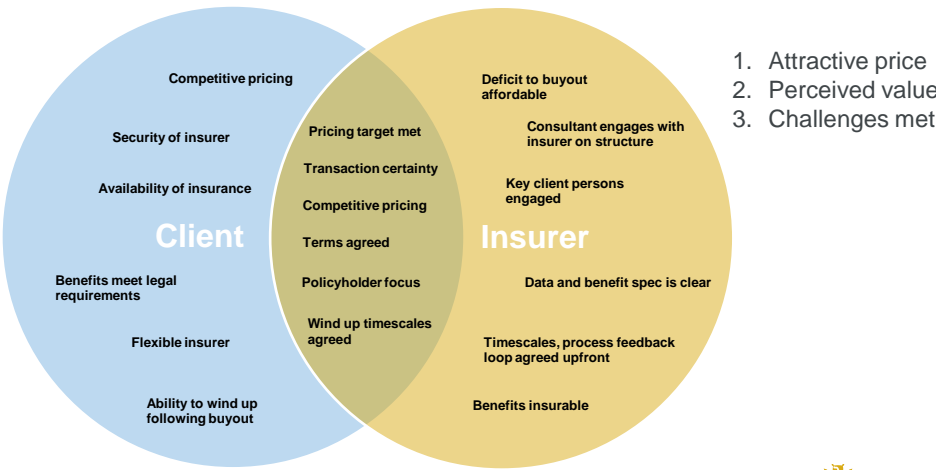 Competitive pricing
Security of insurer
Availability of insurance
Client
Benefits meet legal
requirements
Flexible insurer
Ability to wind up
following buyout
Pricing target met
Transaction certainty
Competitive pricing
Terms agreed
Policyholder focus
Wind up timescales
agreed
Deficit to buyout
affordable
Consultant engages with
insurer on structure
Key client persons
engaged
Insurer
Data and benefit spec is clear
Timescales, process feedback
loop agreed upfront
Benefits insurable
1. Attractive price
2. Perceived value
3. Challenges met